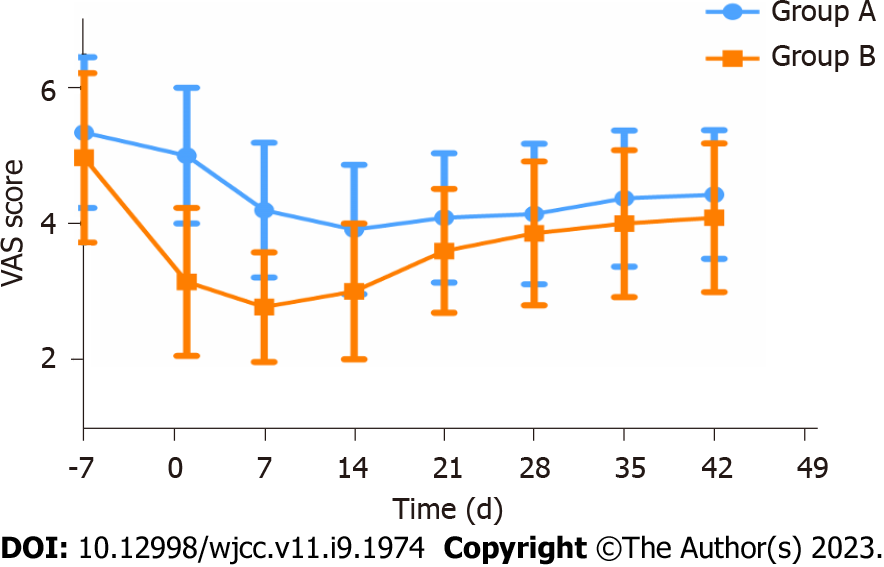 Group A
Group B
VAS score
6
4
2
-7 0 7 14 21 28 35 42 49
Time (d)
DOI: 10.12998/wjcc.v11.i9.1974 Copyright ©The Author(s) 2023.